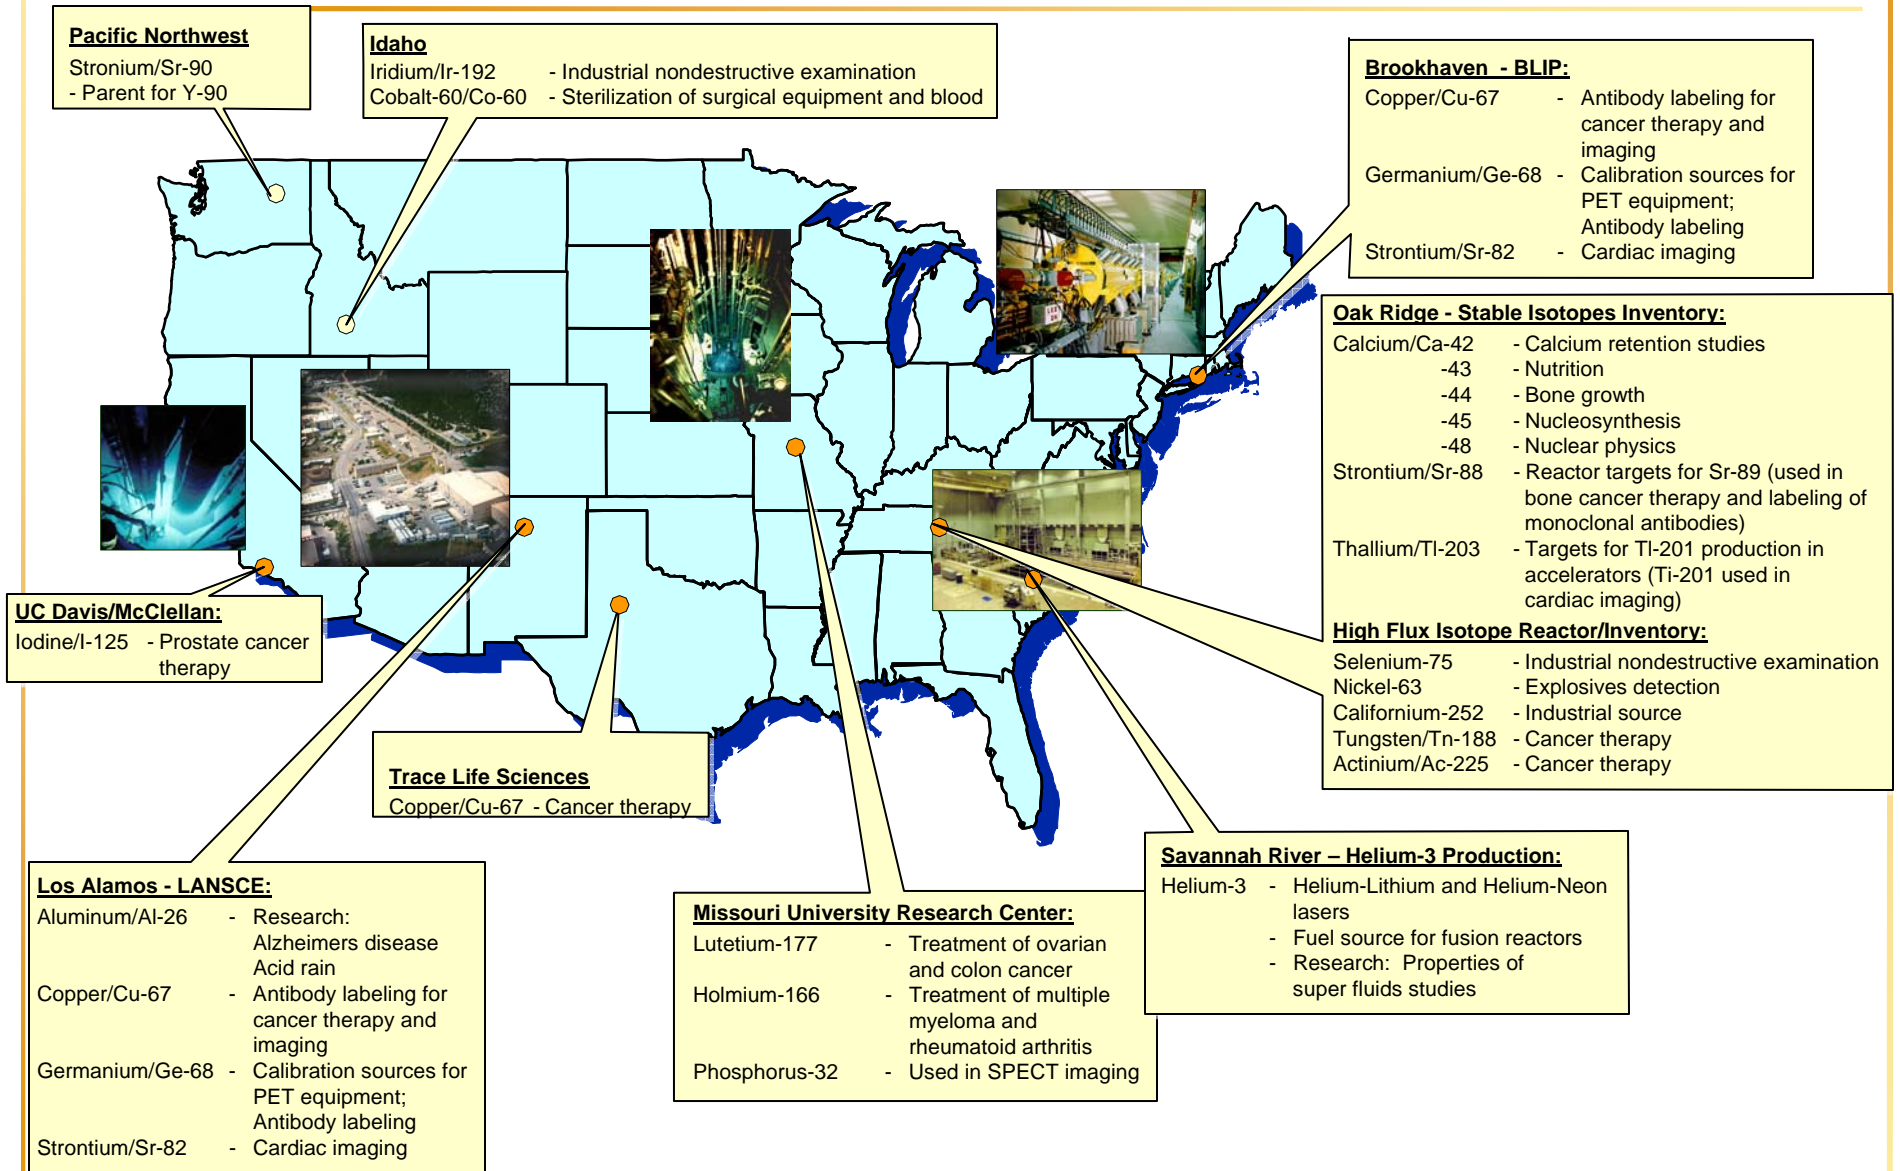 Pacific Northwest
Stronium/Sr-90
- Parent for Y-90
Idaho
Iridium/Ir-192 - Industrial nondestructive examination
Cobalt-60/Co-60 - Sterilization of surgical equipment and blood
Brookhaven - BLIP:
Copper/Cu-67 - Antibody labeling for
cancer therapy and
imaging
Germanium/Ge-68 - Calibration sources for
PET equipment;
Antibody labeling
Strontium/Sr-82 - Cardiac imaging
Oak Ridge - Stable Isotopes Inventory:
Calcium/Ca-42 - Calcium retention studies
-43 - Nutrition
-44 - Bone growth
-45 - Nucleosynthesis
-48 - Nuclear physics
Strontium/Sr-88 - Reactor targets for Sr-89 (used in
bone cancer therapy and labeling of
monoclonal antibodies)
Thallium/Tl-203 - Targets for Tl-201 production in
accelerators (Ti-201 used in
cardiac imaging)
High Flux Isotope Reactor/Inventory:
Selenium-75 - Industrial nondestructive examination
Nickel-63 - Explosives detection
Californium-252 - Industrial source
Tungsten/Tn-188 - Cancer therapy
Actinium/Ac-225 - Cancer therapy
UC Davis/McClellan:
Iodine/I-125 - Prostate cancer
therapy
Trace Life Sciences
Copper/Cu-67 - Cancer therapy
Los Alamos - LANSCE:
Aluminum/Al-26 - Research:
Alzheimers disease
Acid rain
Copper/Cu-67 - Antibody labeling for
cancer therapy and
imaging
Germanium/Ge-68 - Calibration sources for
PET equipment;
Antibody labeling
Strontium/Sr-82 - Cardiac imaging
Missouri University Research Center:
Lutetium-177 - Treatment of ovarian
and colon cancer
Holmium-166 - Treatment of multiple
myeloma and
rheumatoid arthritis
Phosphorus-32 - Used in SPECT imaging
Savannah River – Helium-3 Production:
Helium-3 - Helium-Lithium and Helium-Neon
lasers
- Fuel source for fusion reactors
- Research: Properties of
super fluids studies